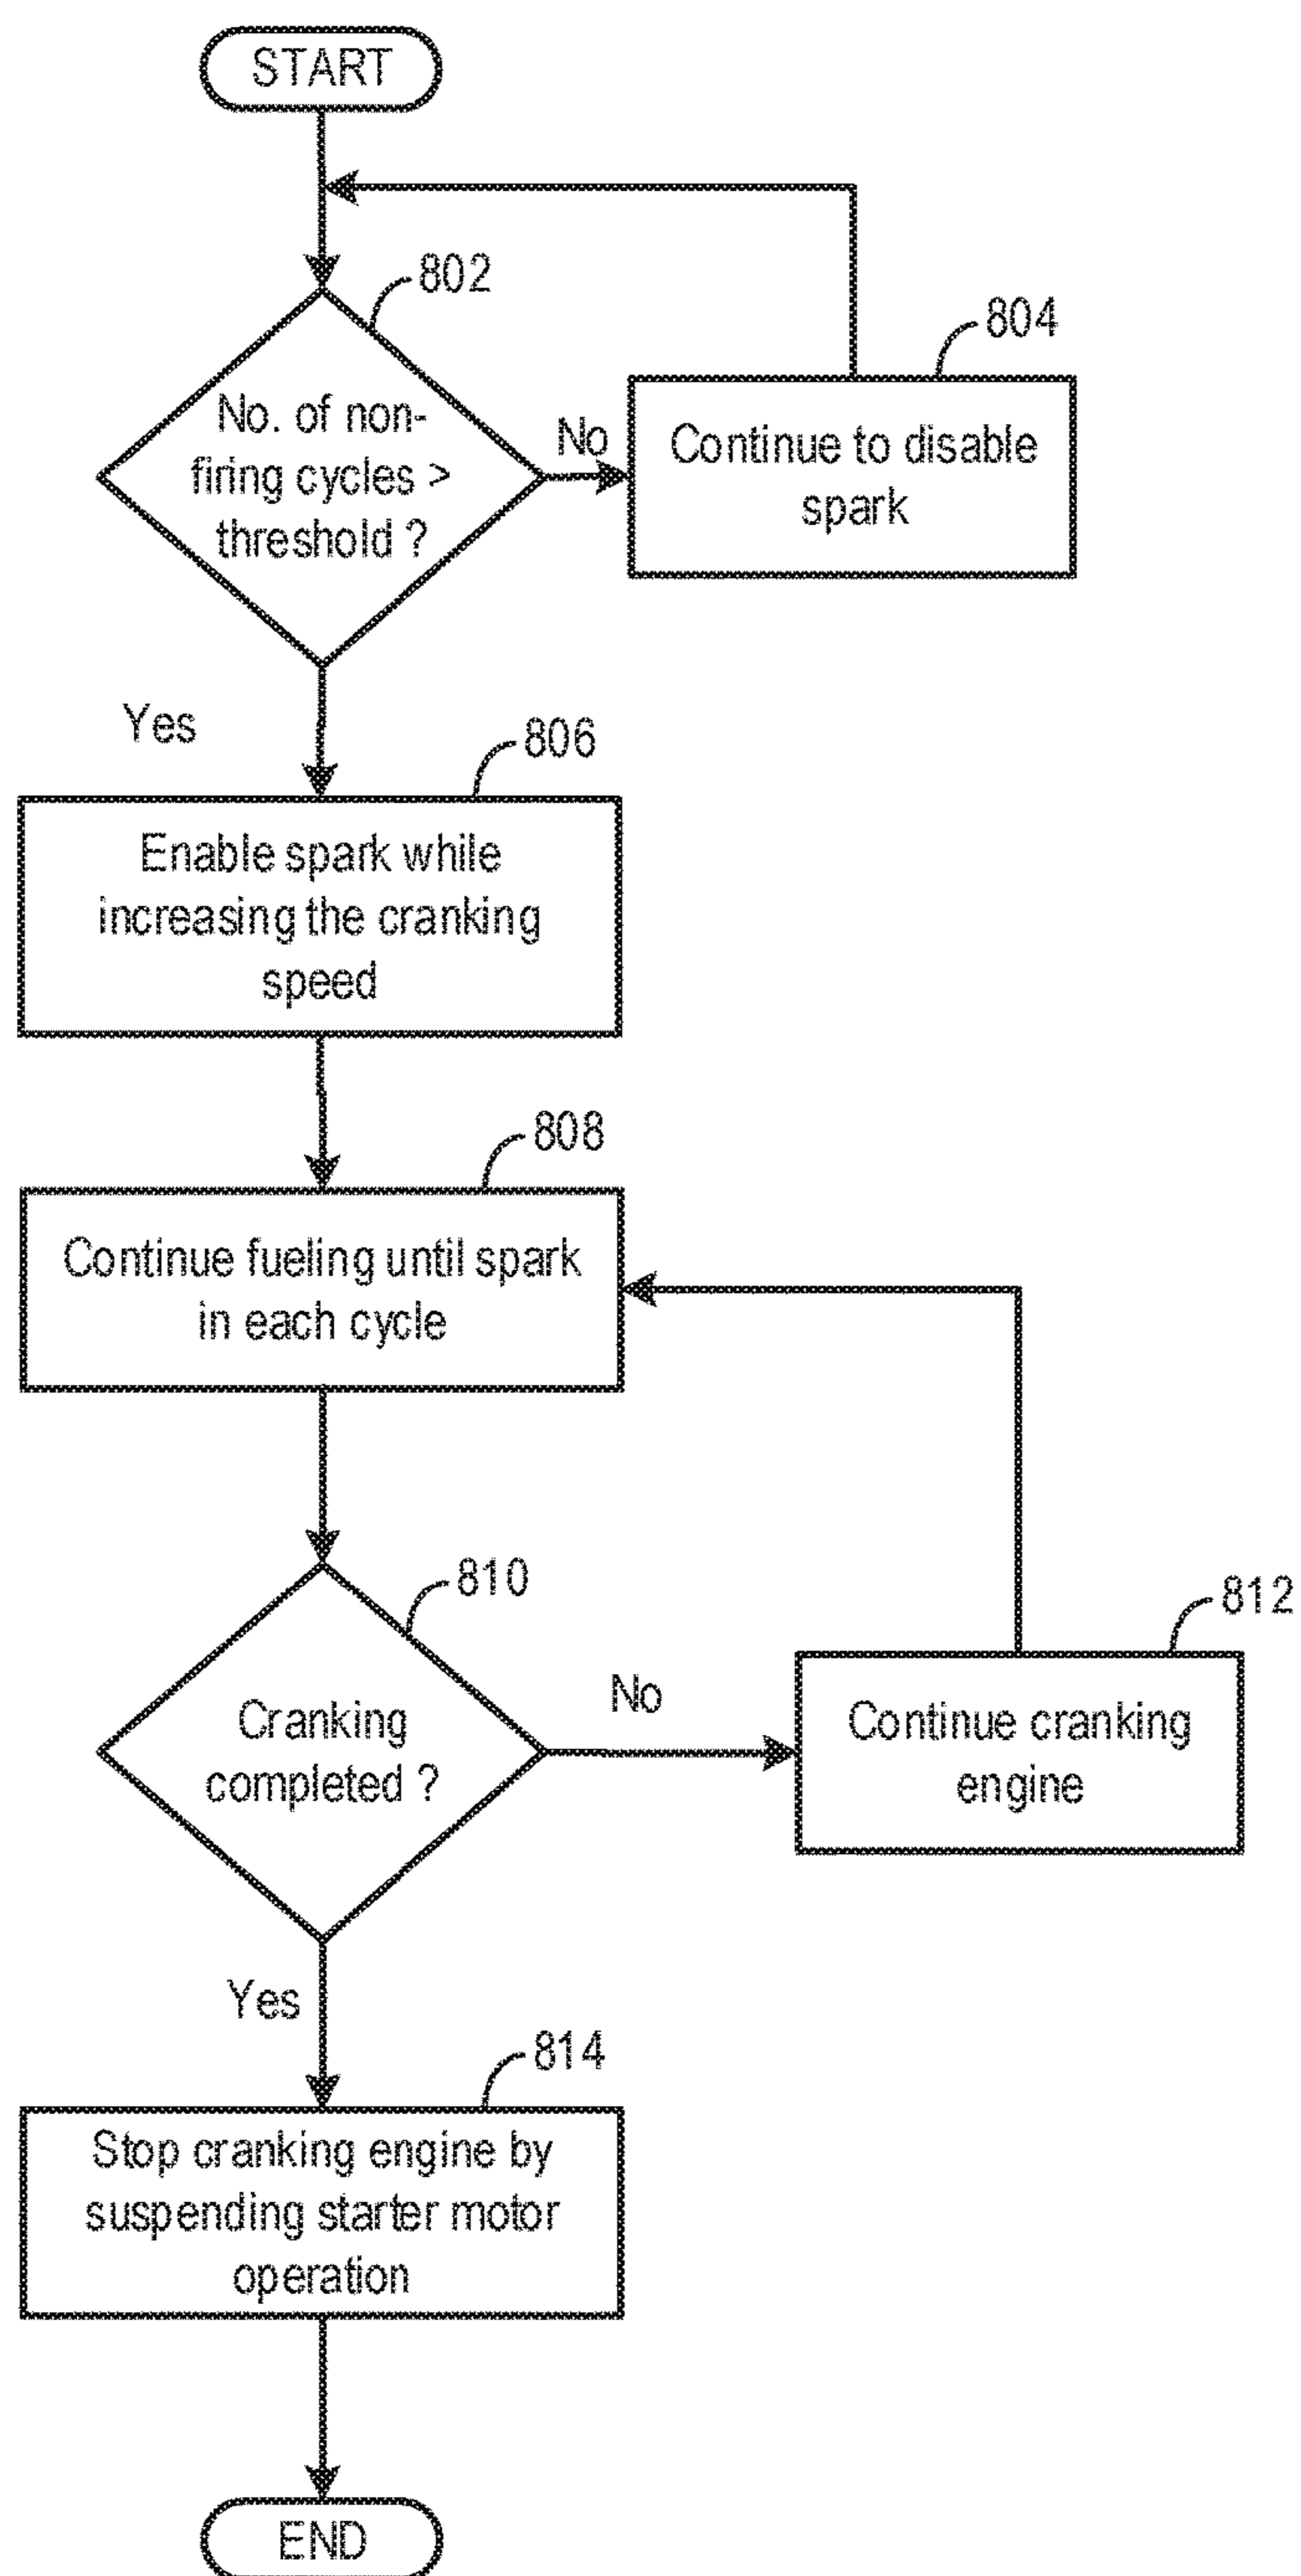 START
802
No. of non-
firing cycles >
threshold ?
No
804
Continue to disable
spark
Yes
806
Enable spark while
increasing the cranking
speed
808
Continue fueling until spark
in each cycle
810
Cranking
completed ?
No
812
Continue cranking
engine
Yes
814
Stop cranking engine by
suspending starter motor
operation
END